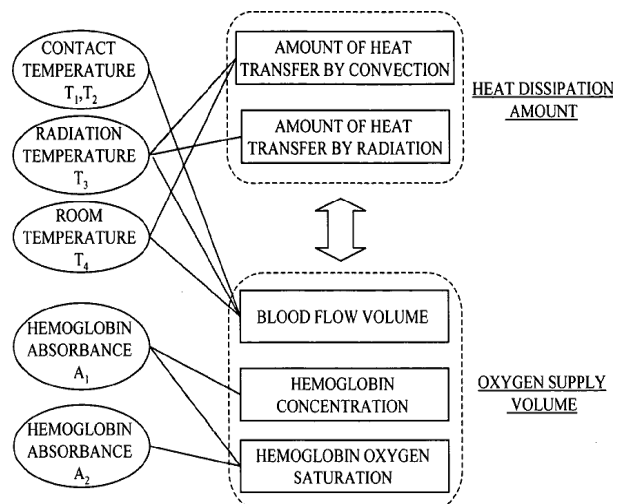 CONTACT
TEMPERATURE
T1,T2
RADIATION
TEMPERATURE
T3
ROOM
TEMPERATURE
T4
HEMOGLOBIN
ABSORBANCE
A1
HEMOGLOBIN
ABSORBANCE
A2
AMOUNT OF HEAT
TRANSFER BY CONVECTION
AMOUNT OF HEAT
TRANSFER BY RADIATION
HEAT DISSIPATION
AMOUNT
BLOOD FLOW VOLUME
HEMOGLOBIN
CONCENTRATION
HEMOGLOBIN OXYGEN
SATURATION
OXYGEN SUPPLY
VOLUME